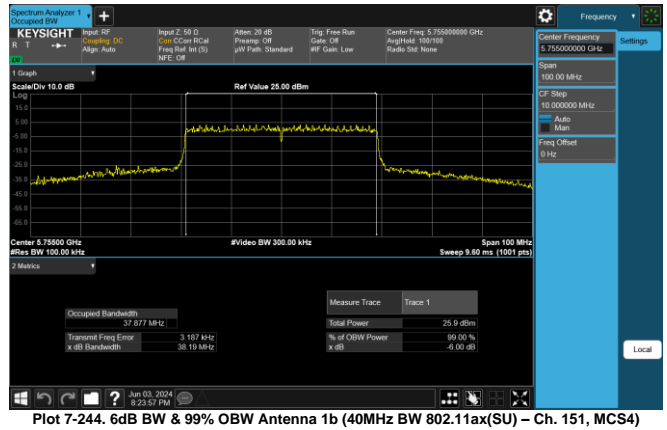 Spectrum Analyzer 1
Occupied BW
Frequency
KEYSIGHT
R T
Input: RF
Coupling: DC
Align: Auto
Input Z: 50 Ω
Corr CCorr RCal
Freq Ref: Int (S)
NFE: Off
Atten: 20 dB
Preamp: Off
µW Path: Standard
Trig: Free Run
Gate: Off
#IF Gain: Low
Center Freq: 5.755000000 GHz
Avg|Hold: 100/100
Radio Std: None
Center Frequency
5.755000000 GHz
Settings
Span
100.00 MHz
CF Step
10.000000 MHz
Auto
Man
Freq Offset
0 Hz
Local
1 Graph
Scale/Div 10.0 dB
Ref Value 25.00 dBm
Log
15.0
5.00
-5.00
-15.0
-25.0
-35.0
-45.0
-55.0
-65.0
Center 5.75500 GHz
#Video BW 300.00 kHz
Span 100 MHz
#Res BW 100.00 kHz
Sweep 9.60 ms (1001 pts)
2 Metrics
Measure Trace
Trace 1
Occupied Bandwidth
37.877 MHz
Total Power
25.9 dBm
Transmit Freq Error
3.187 kHz
% of OBW Power
99.00 %
x dB Bandwidth
38.19 MHz
x dB
-6.00 dB
Jun 03, 2024
8:23:57 PM
Plot 7-244. 6dB BW & 99% OBW Antenna 1b (40MHz BW 802.11ax(SU) – Ch. 151, MCS4)